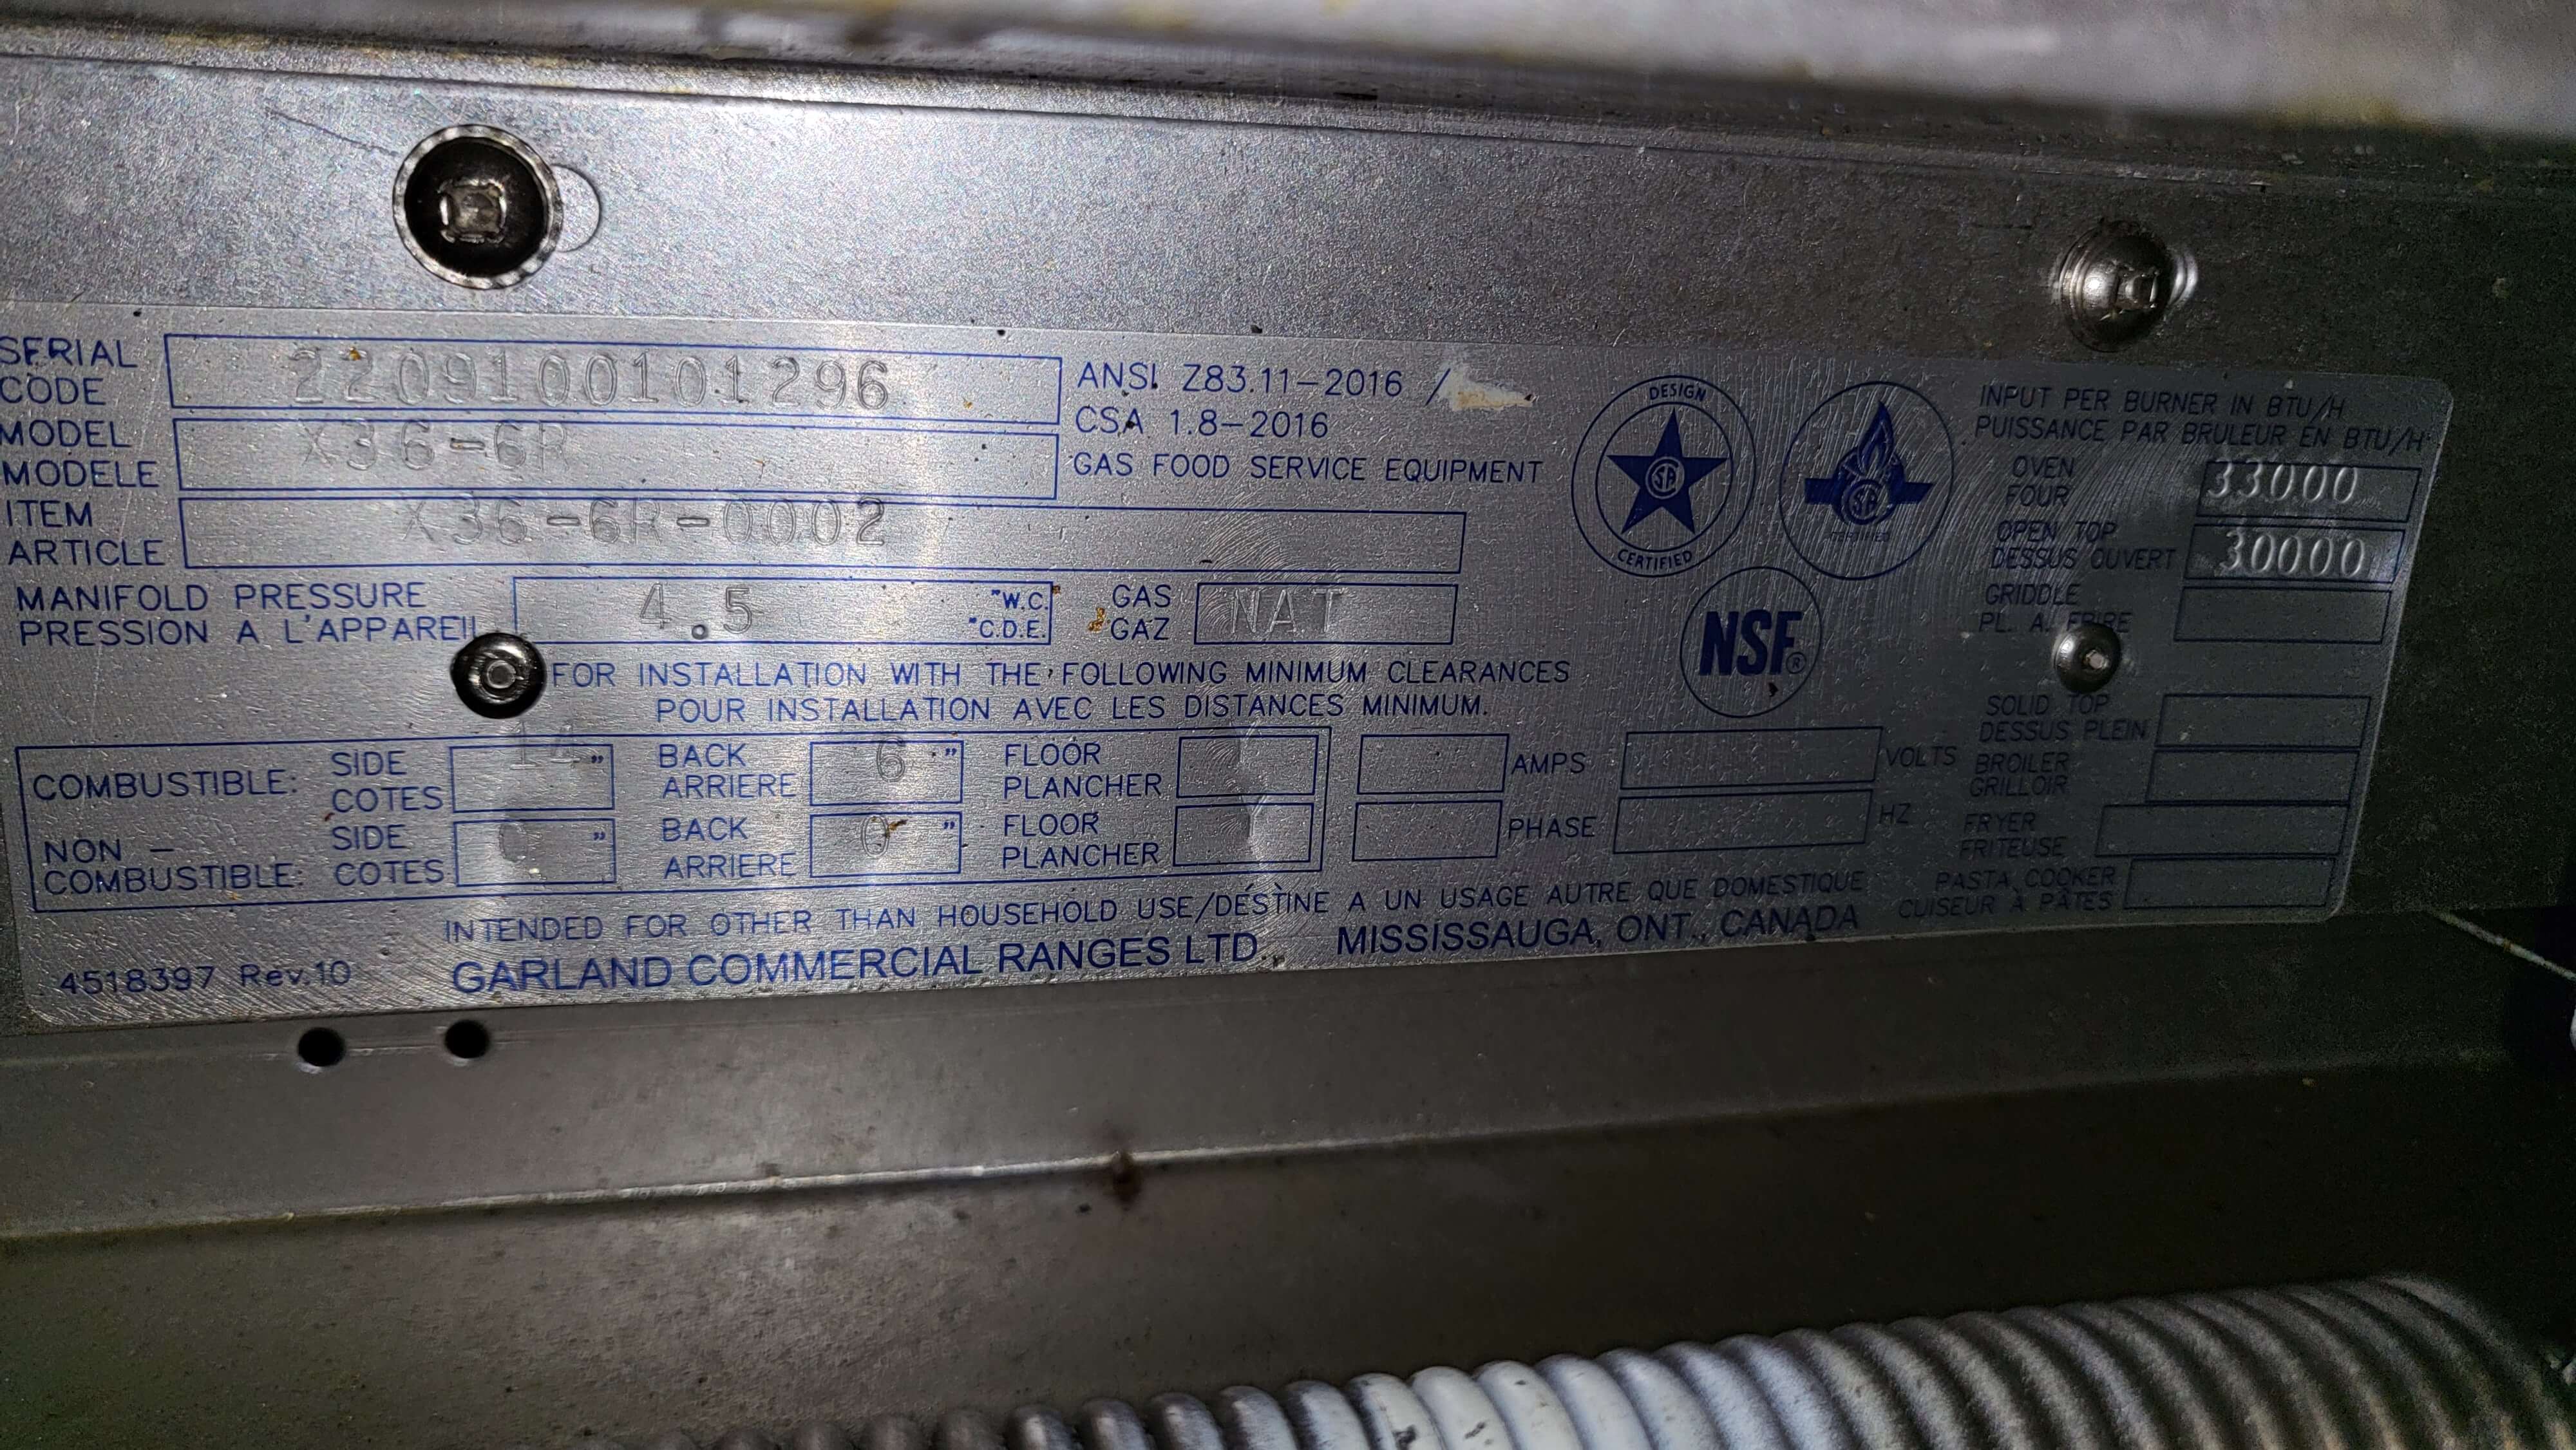 SERIAL CODE 2209100101296
ANSI Z83.11-2016 /
CSA 1.8-2016
GAS FOOD SERVICE EQUIPMENT
MODEL MODELE X36-6R
ITEM ARTICLE X36-6R-0002
MANIFOLD PRESSURE
PRESSION A L'APPAREIL
4.5 "W.C. "C.D.E.
GAS GAZ NAT
FOR INSTALLATION WITH THE FOLLOWING MINIMUM CLEARANCES
POUR INSTALLATION AVEC LES DISTANCES MINIMUM.
COMBUSTIBLE: SIDE COTES 14" BACK ARRIERE 6" FLOOR PLANCHER Y
NON-COMBUSTIBLE: SIDE COTES 0" BACK ARRIERE 0" FLOOR PLANCHER Y
AMPS VOLTS
PHASE HZ
DESIGN CERTIFIED
CERTIFIED
NSF®
INPUT PER BURNER IN BTU/H
PUISSANCE PAR BRULEUR EN BTU/H
OVEN FOUR 33000
OPEN TOP DESSUS OUVERT 30000
GRIDDLE
PL. A. FRIRE
SOLID TOP
DESSUS PLEIN
BROILER
GRILLOIR
FRYER
FRITEUSE
PASTA COOKER
CUISEUR À PÂTES
INTENDED FOR OTHER THAN HOUSEHOLD USE/DÉSTINE A UN USAGE AUTRE QUE DOMESTIQUE
4518397 Rev.10 GARLAND COMMERCIAL RANGES LTD., MISSISSAUGA, ONT., CANADA